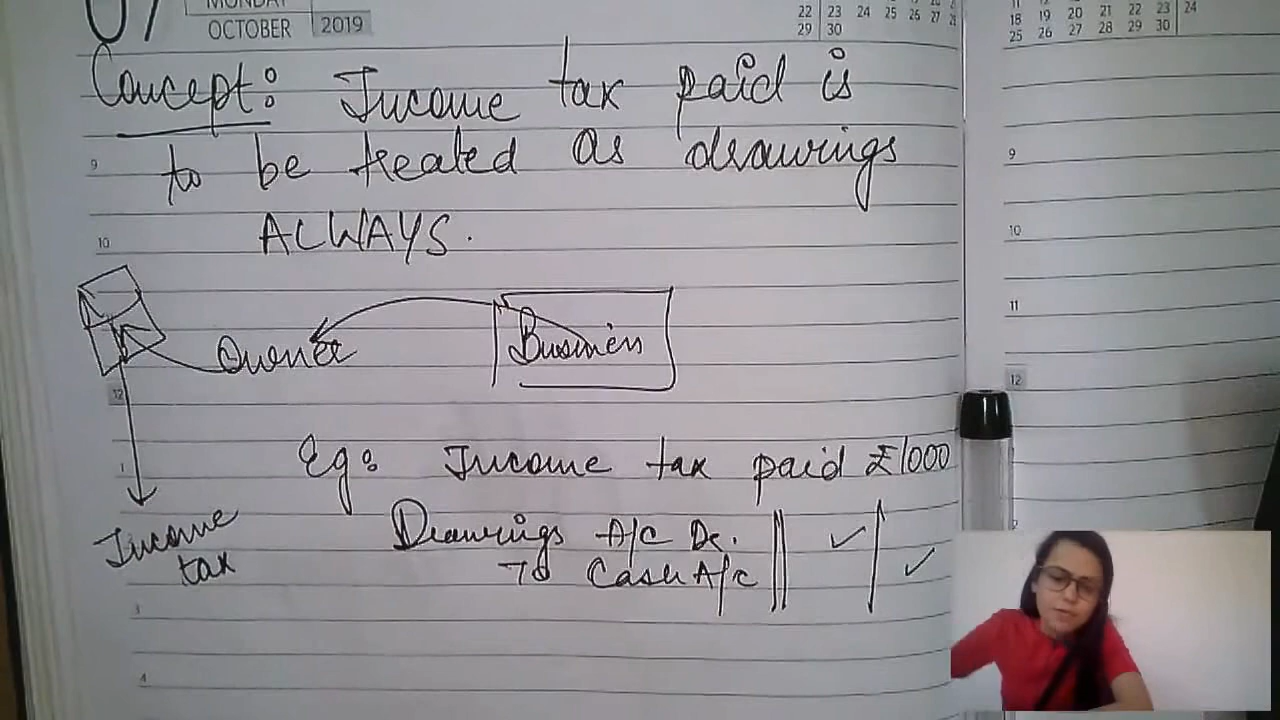 07
MONDAY
OCTOBER 2019
22 23 24 25 26 27 28
29 30
18 19 20 21 22 23 24
25 26 27 28 29 30
Concept: Income tax paid is
9 to be treated as drawings
9
10 ALWAYS.
10
11
Owner Business
12
12
1 Eg: Income tax paid £1000
Income
tax
Drawings A/c Dr.
To Cash A/c
3
4